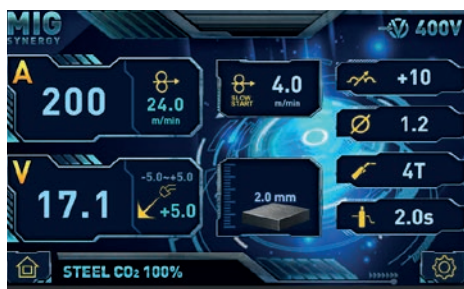 MIG
SYNERGY
400V
A
200
24.0
m/min
SLOW
START
4.0
m/min
+10
1.2
V
17.1
-5.0~+5.0
+5.0
2.0 mm
4T
2.0s
STEEL CO₂ 100%